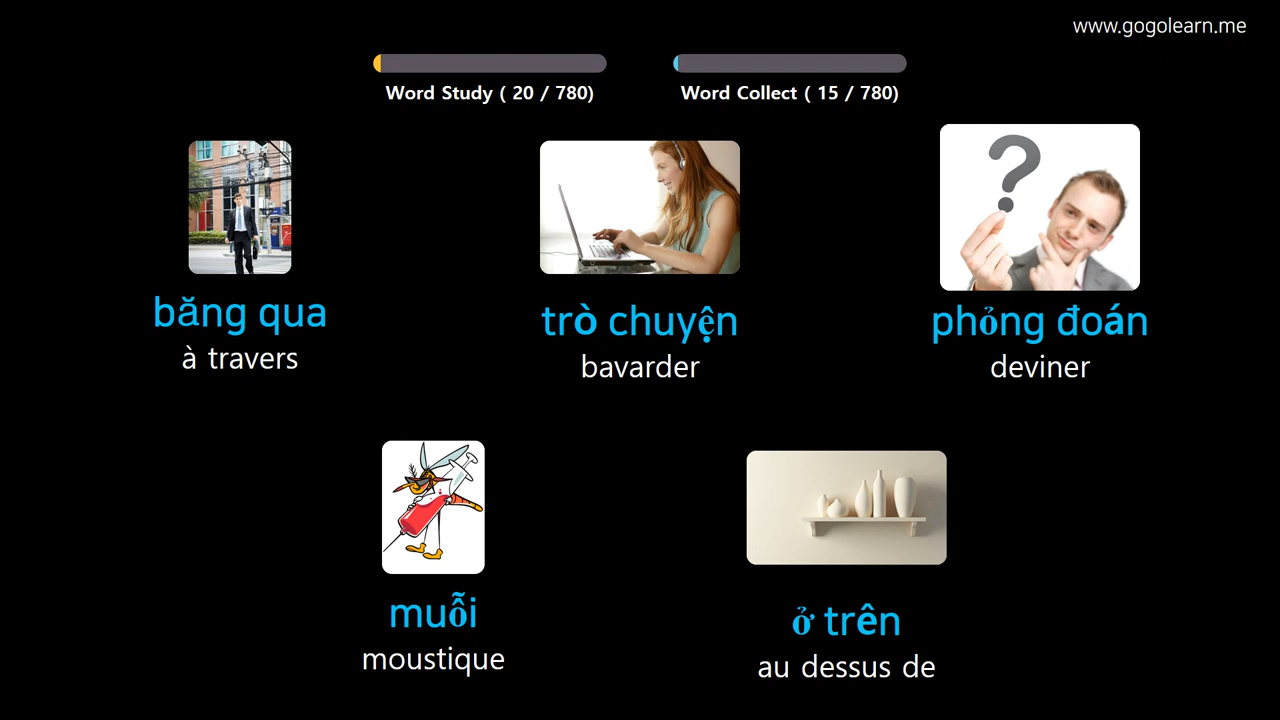 www.gogolearn.me
Word Study ( 20 / 780)
Word Collect ( 15 / 780)
băng qua
à travers
trò chuyện
bavarder
phỏng đoán
deviner
muỗi
moustique
ở trên
au dessus de